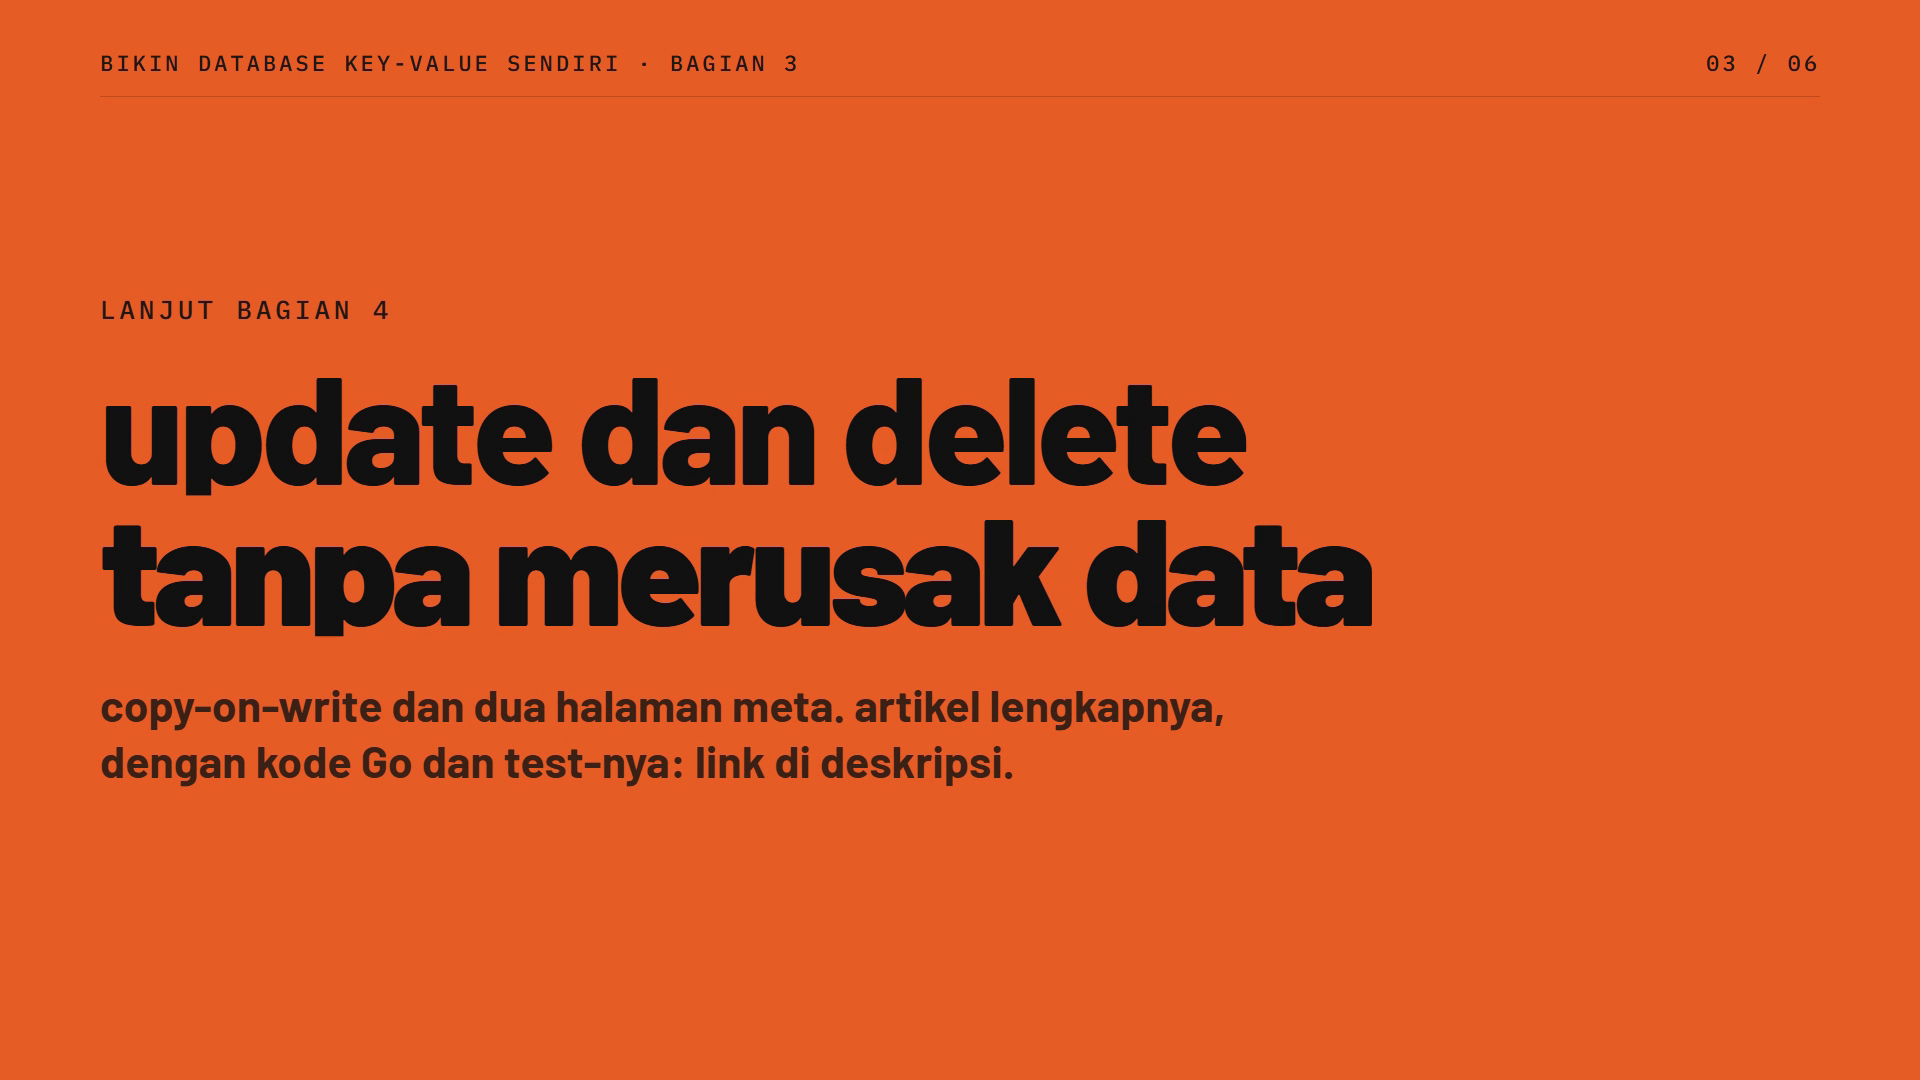 BIKIN DATABASE KEY-VALUE SENDIRI · BAGIAN 3
03 / 06
LANJUT BAGIAN 4
update dan delete
tanpa merusak data
copy-on-write dan dua halaman meta. artikel lengkapnya,
dengan kode Go dan test-nya: link di deskripsi.